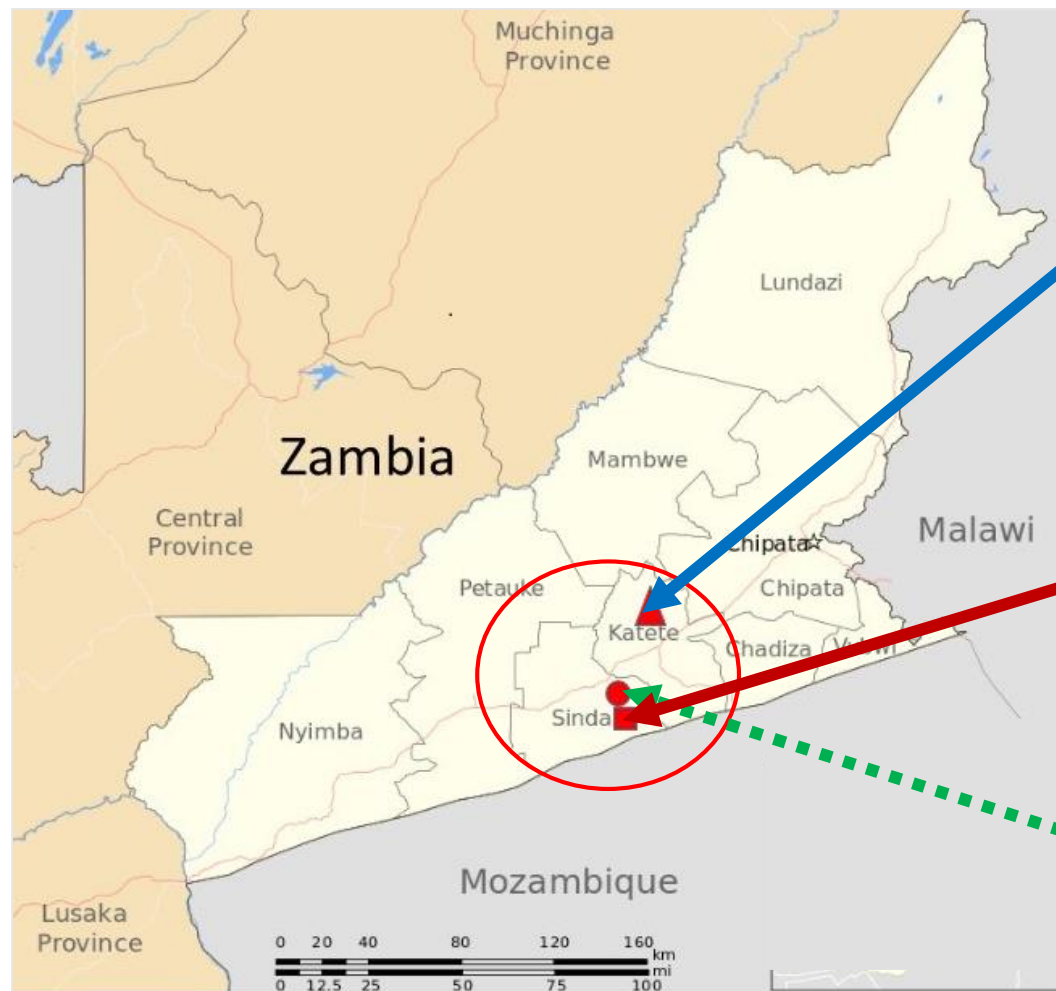 Muchinga
Province
Lundazi
Zambia
Mambwe
Central
Province
Chipata
Malawi
Petauke
Chipata
Katete
Chadiza
Sinda
Nyimba
Mozambique
Lusaka
Province
0 20 40 80 120 160
km
mi
0 12.5 25 50 75 100